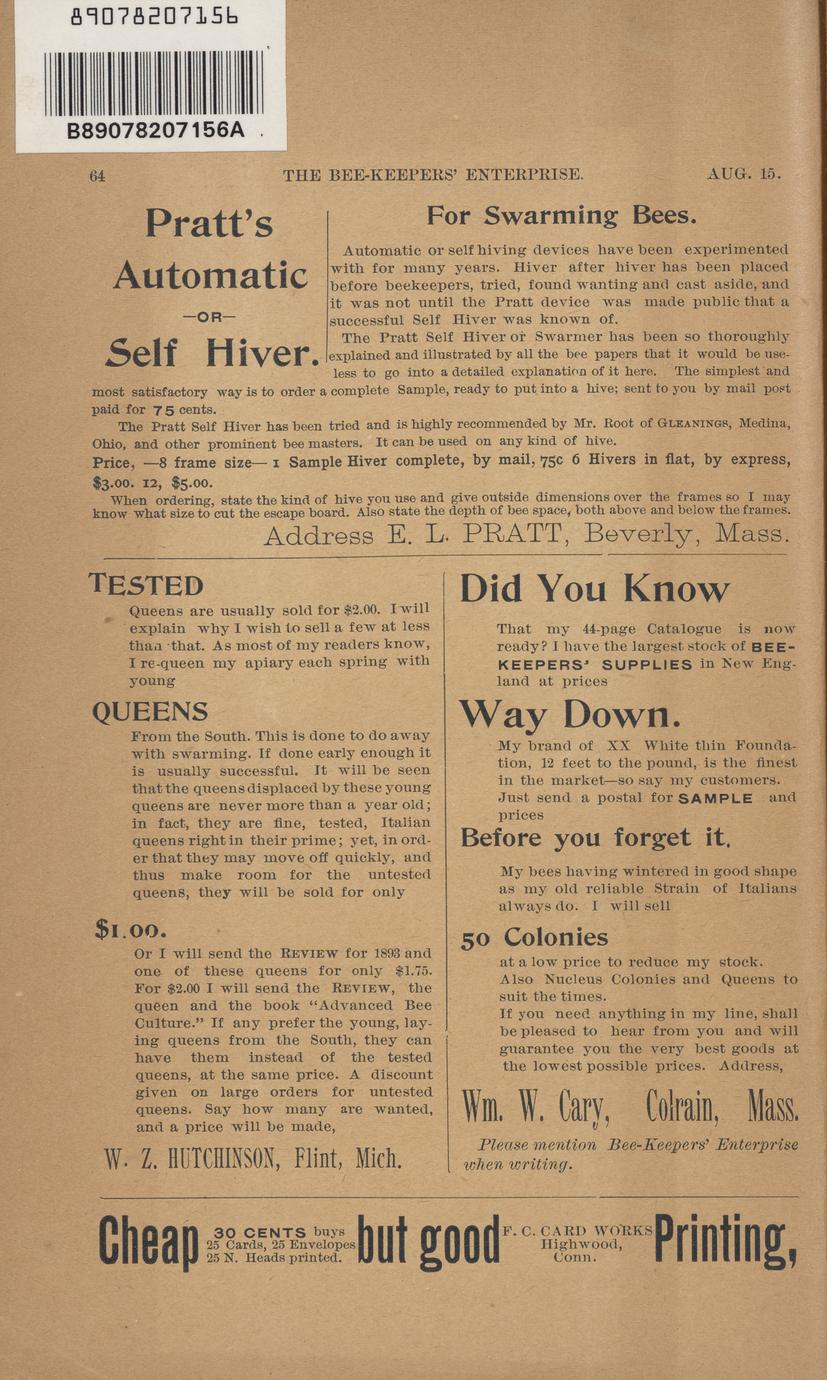 89078207156
B89078207156A
64 THE BEE-KEEPERS' ENTERPRISE. AUG. 15.
Pratt's
Automatic
—OR—
Self Hiver.
For Swarming Bees.
Automatic or self hiving devices have been experimented
with for many years. Hiver after hiver has been placed
before beekeepers, tried, found wanting and cast aside, and
it was not until the Pratt device was made public that a
successful Self Hiver was known of.
The Pratt Self Hiver or Swarmer has been so thoroughly
explained and illustrated by all the bee papers that it would be use-
less to go into a detailed explanation of it here. The simplest and
most satisfactory way is to order a complete Sample, ready to put into a hive; sent to you by mail post
paid for 75 cents.
The Pratt Self Hiver has been tried and is highly recommended by Mr. Root of GLEANINGS, Medina,
Ohio, and other prominent bee masters. It can be used on any kind of hive.
Price, —8 frame size— 1 Sample Hiver complete, by mail, 75c 6 Hivers in flat, by express,
$3.00. 12, $5.00.
When ordering, state the kind of hive you use and give outside dimensions over the frames so I may
know what size to cut the escape board. Also state the depth of bee space, both above and below the frames.
Address E. L. PRATT, Beverly, Mass.
TESTED
Queens are usually sold for $2.00. I will
explain why I wish to sell a few at less
than that. As most of my readers know,
I re-queen my apiary each spring with
young
QUEENS
From the South. This is done to do away
with swarming. If done early enough it
is usually successful. It will be seen
that the queens displaced by these young
queens are never more than a year old;
in fact, they are fine, tested, Italian
queens right in their prime; yet, in ord-
er that they may move off quickly, and
thus make room for the untested
queens, they will be sold for only
$1.00.
Or I will send the REVIEW for 1893 and
one of these queens for only $1.75.
For $2.00 I will send the REVIEW, the
queen and the book "Advanced Bee
Culture." If any prefer the young, lay-
ing queens from the South, they can
have them instead of the tested
queens, at the same price. A discount
given on large orders for untested
queens. Say how many are wanted,
and a price will be made,
W. Z. HUTCHINSON, Flint, Mich.
Did You Know
That my 44-page Catalogue is now
ready? I have the largest stock of BEE-
KEEPERS' SUPPLIES in New Eng-
land at prices
Way Down.
My brand of XX White thin Founda-
tion, 12 feet to the pound, is the finest
in the market—so say my customers.
Just send a postal for SAMPLE and
prices
Before you forget it.
My bees having wintered in good shape
as my old reliable Strain of Italians
always do. I will sell
50 Colonies
at a low price to reduce my stock.
Also Nucleus Colonies and Queens to
suit the times.
If you need anything in my line, shall
be pleased to hear from you and will
guarantee you the very best goods at
the lowest possible prices. Address,
Wm. W. Cary, Colrain, Mass.
Please mention Bee-Keepers' Enterprise
when writing.
Cheap
30 CENTS buys
25 Cards, 25 Envelopes
25 N. Heads printed.
but good
F. C. CARD WORKS
Highwood,
Conn.
Printing,